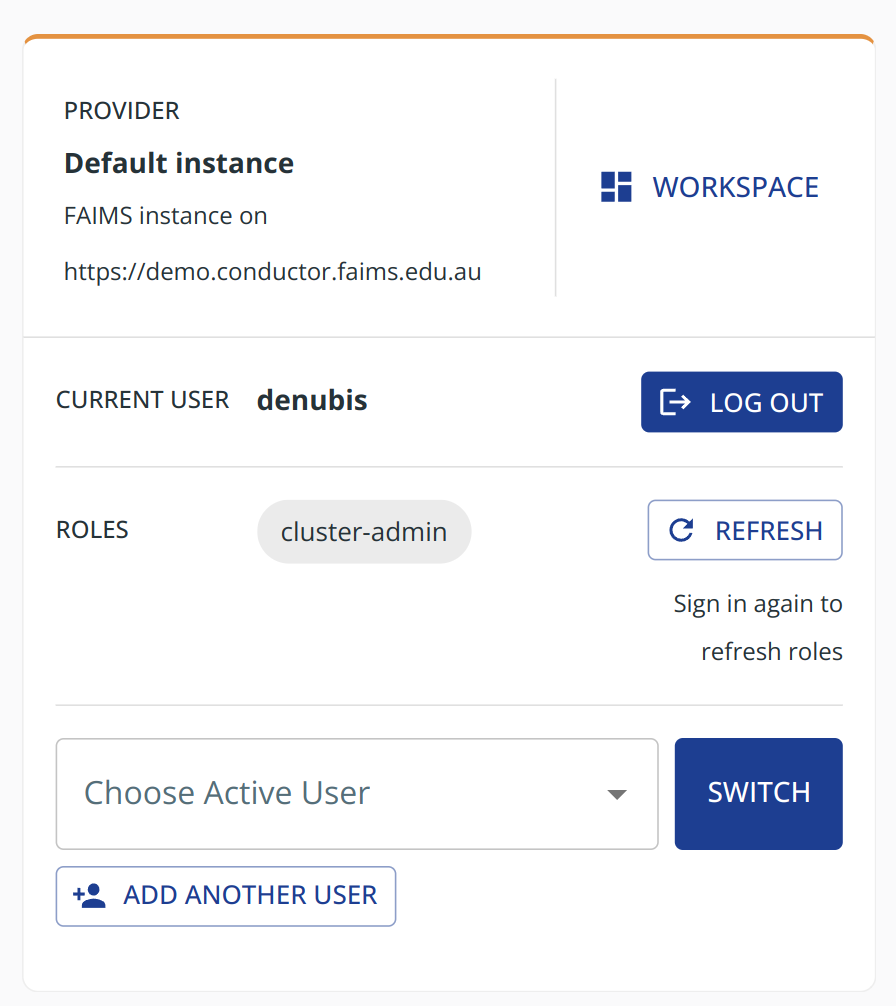 PROVIDER
Default instance
FAIMS instance on
https://demo.conductor.faims.edu.au
WORKSPACE
CURRENT USER denubis LOG OUT
ROLES cluster-admin REFRESH
Sign in again to
refresh roles
Choose Active User SWITCH
ADD ANOTHER USER